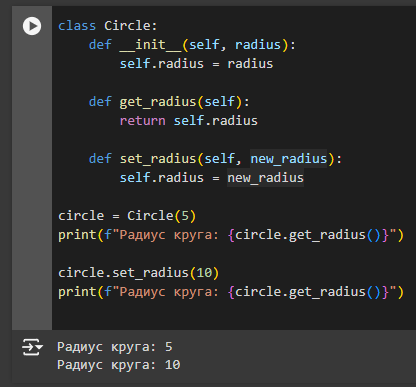 class Circle:
    def __init__(self, radius):
        self.radius = radius
    def get_radius(self):
        return self.radius
    def set_radius(self, new_radius):
        self.radius = new_radius
circle = Circle(5)
print(f"Радиус круга: {circle.get_radius()}")
circle.set_radius(10)
print(f"Радиус круга: {circle.get_radius()}")
Радиус круга: 5
Радиус круга: 10